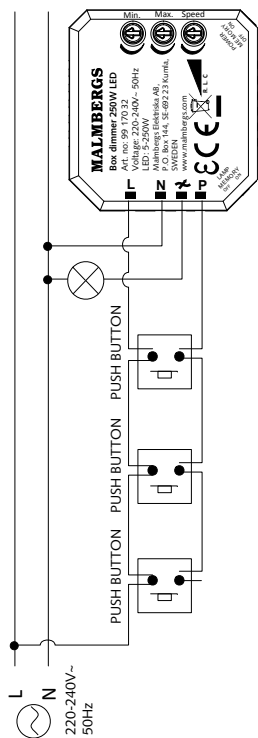 Min. Max. Speed
POWER
MEMORY
ON
OFF
MALMBERGS
Box dimmer 250W LED
Art. no: 99 170 32
Voltage: 220-240V~ 50Hz
LED: 5-250W
Malmbergs Elektriska AB,
P.O. Box 144, SE-692 23 Kumla,
SWEDEN
www.malmbergs.com
R L C
CE
LAMP
MEMORY
OFF ON
L N P
PUSH BUTTON
PUSH BUTTON
PUSH BUTTON
L
N
220-240V~
50Hz